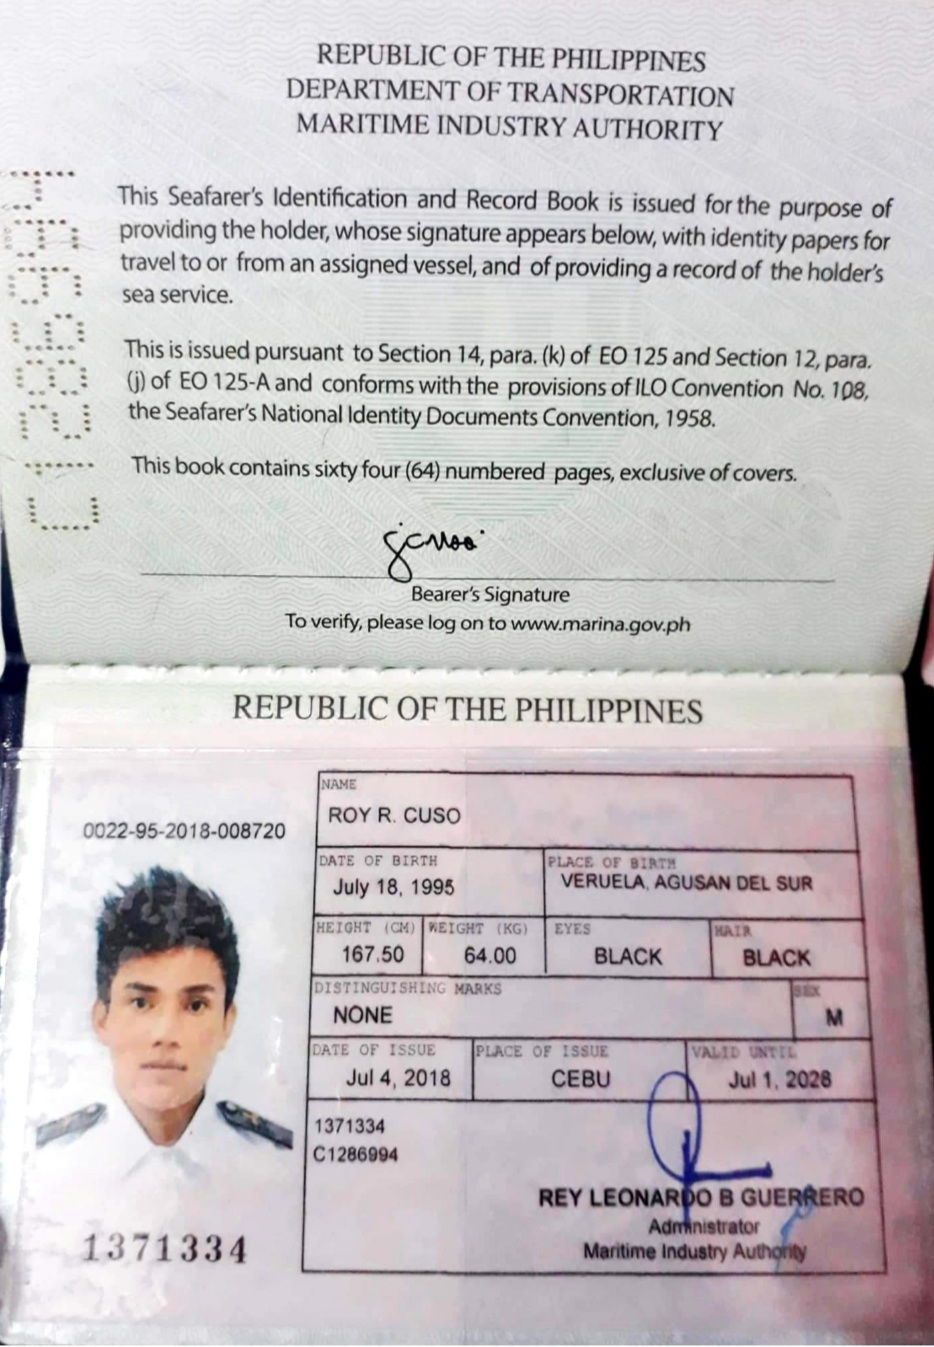 REPUBLIC OF THE PHILIPPINES
DEPARTMENT OF TRANSPORTATION
MARITIME INDUSTRY AUTHORITY
This Seafarer's Identification and Record Book is issued for the purpose of
providing the holder, whose signature appears below, with identity papers for
travel to or from an assigned vessel, and of providing a record of the holder's
sea service.
This is issued pursuant to Section 14, para. (k) of EO 125 and Section 12, para.
(j) of EO 125-A and conforms with the provisions of ILO Convention No. 108,
the Seafarer's National Identity Documents Convention, 1958.
This book contains sixty four (64) numbered pages, exclusive of covers.
Bearer's Signature
To verify, please log on to www.marina.gov.ph
REPUBLIC OF THE PHILIPPINES
0022-95-2018-008720
NAME
ROY R. CUSO
DATE OF BIRTH PLACE OF BIRTH
July 18, 1995 VERUELA, AGUSAN DEL SUR
HEIGHT (CM) WEIGHT (KG) EYES HAIR
167.50 64.00 BLACK BLACK
DISTINGUISHING MARKS SEX
NONE M
DATE OF ISSUE PLACE OF ISSUE VALID UNTIL
Jul 4, 2018 CEBU Jul 1, 2028
1371334
C1286994
REY LEONARDO B GUERRERO
Administrator
Maritime Industry Authority
1371334